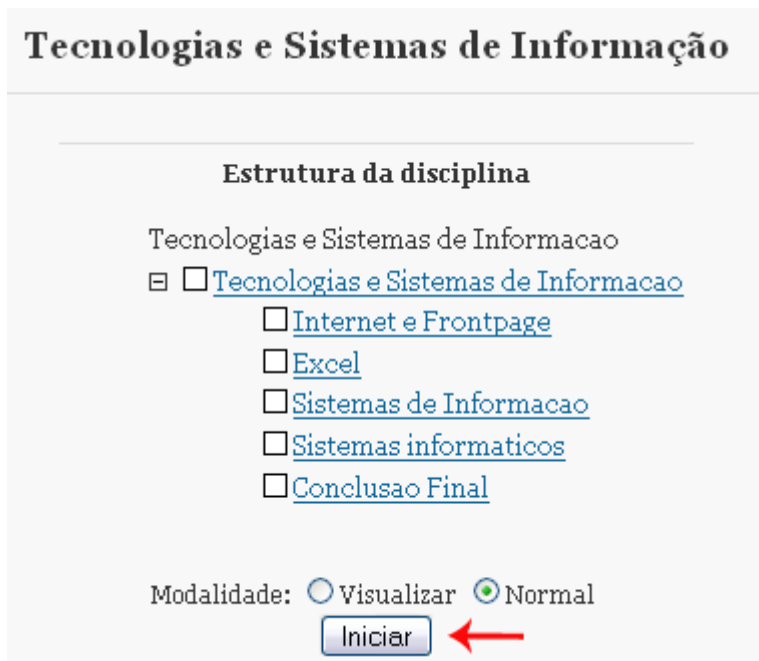 Tecnologias e Sistemas de Informação
Estrutura da disciplina
Tecnologias e Sistemas de Informacao
Tecnologias e Sistemas de Informacao
Internet e Frontpage
Excel
Sistemas de Informacao
Sistemas informaticos
Conclusao Final
Modalidade: Visualizar Normal
Iniciar